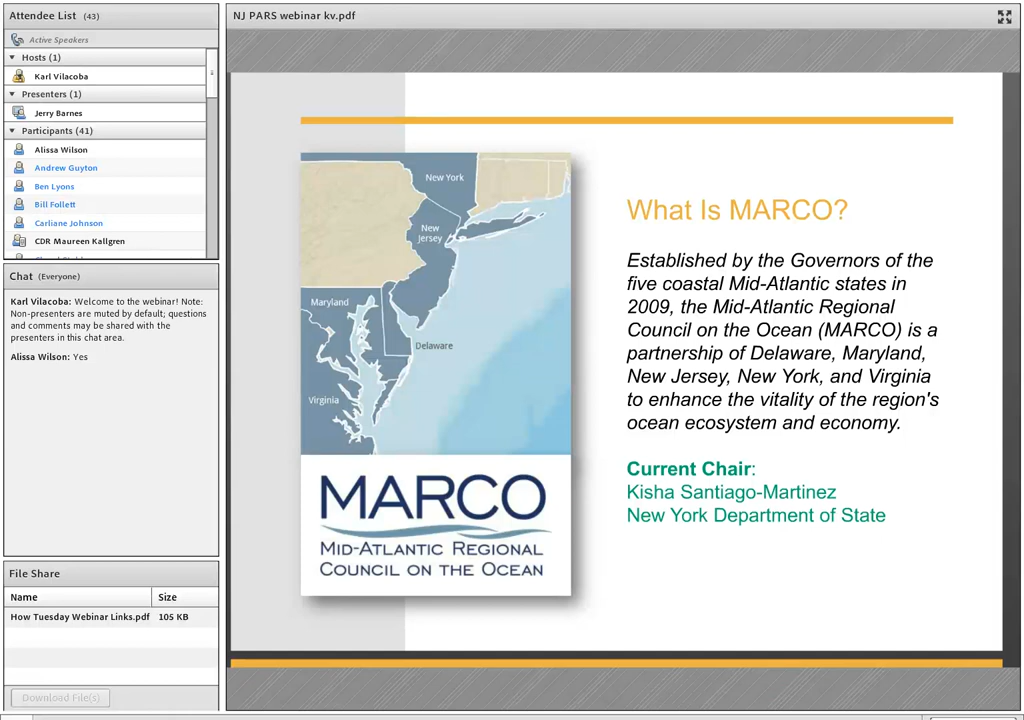 Attendee List (43)
Active Speakers
Hosts (1)
Karl Vilacoba
Presenters (1)
Jerry Barnes
Participants (41)
Alissa Wilson
Andrew Guyton
Ben Lyons
Bill Follett
Carliane Johnson
CDR Maureen Kallgren
Chat (Everyone)
Karl Vilacoba: Welcome to the webinar! Note:
Non-presenters are muted by default; questions
and comments may be shared with the
presenters in this chat area.
Alissa Wilson: Yes
File Share
Name Size
How Tuesday Webinar Links.pdf 105 KB
Download File(s)
NJ PARS webinar kv.pdf
New York
New
Jersey
Maryland
Delaware
Virginia
MARCO
MID-ATLANTIC REGIONAL
COUNCIL ON THE OCEAN
What Is MARCO?
Established by the Governors of the
five coastal Mid-Atlantic states in
2009, the Mid-Atlantic Regional
Council on the Ocean (MARCO) is a
partnership of Delaware, Maryland,
New Jersey, New York, and Virginia
to enhance the vitality of the region's
ocean ecosystem and economy.
Current Chair:
Kisha Santiago-Martinez
New York Department of State